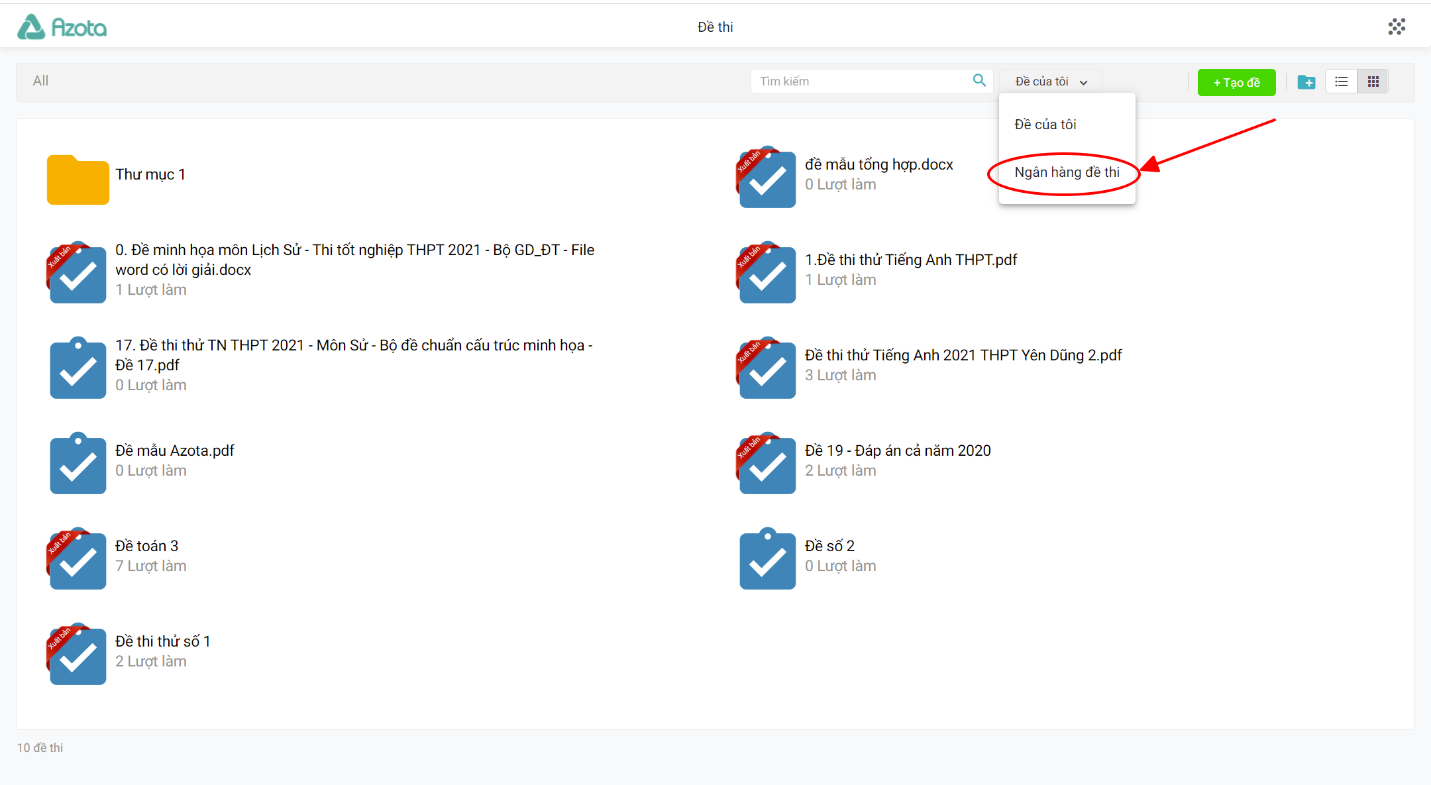 Azota
Đề thi
All
Tìm kiếm
Đề của tôi
+ Tạo đề
Đề của tôi
Ngân hàng đề thi
Thư mục 1
Xuất bản
đề mẫu tổng hợp.docx
0 Lượt làm
Xuất bản
0. Đề minh họa môn Lịch Sử - Thi tốt nghiệp THPT 2021 - Bộ GD_ĐT - File
word có lời giải.docx
1 Lượt làm
Xuất bản
1.Đề thi thử Tiếng Anh THPT.pdf
1 Lượt làm
17. Đề thi thử TN THPT 2021 - Môn Sử - Bộ đề chuẩn cấu trúc minh họa -
Đề 17.pdf
0 Lượt làm
Xuất bản
Đề thi thử Tiếng Anh 2021 THPT Yên Dũng 2.pdf
3 Lượt làm
Đề mẫu Azota.pdf
0 Lượt làm
Xuất bản
Đề 19 - Đáp án cả năm 2020
2 Lượt làm
Xuất bản
Đề toán 3
7 Lượt làm
Đề số 2
0 Lượt làm
Xuất bản
Đề thi thử số 1
2 Lượt làm
10 đề thi